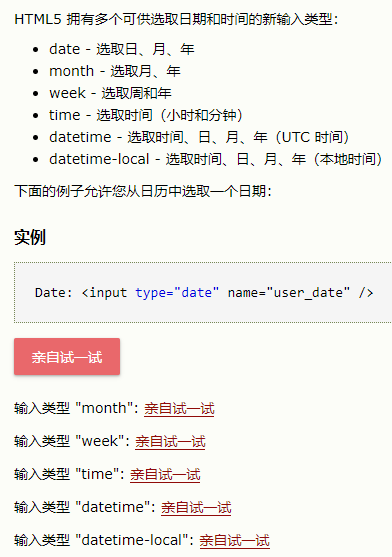 HTML5 拥有多个可供选取日期和时间的新输入类型：
date - 选取日、月、年
month - 选取月、年
week - 选取周和年
time - 选取时间（小时和分钟）
datetime - 选取时间、日、月、年（UTC 时间）
datetime-local - 选取时间、日、月、年（本地时间）
下面的例子允许您从日历中选取一个日期：
实例
Date: <input type="date" name="user_date" />
亲自试一试
输入类型 "month": 亲自试一试
输入类型 "week": 亲自试一试
输入类型 "time": 亲自试一试
输入类型 "datetime": 亲自试一试
输入类型 "datetime-local": 亲自试一试